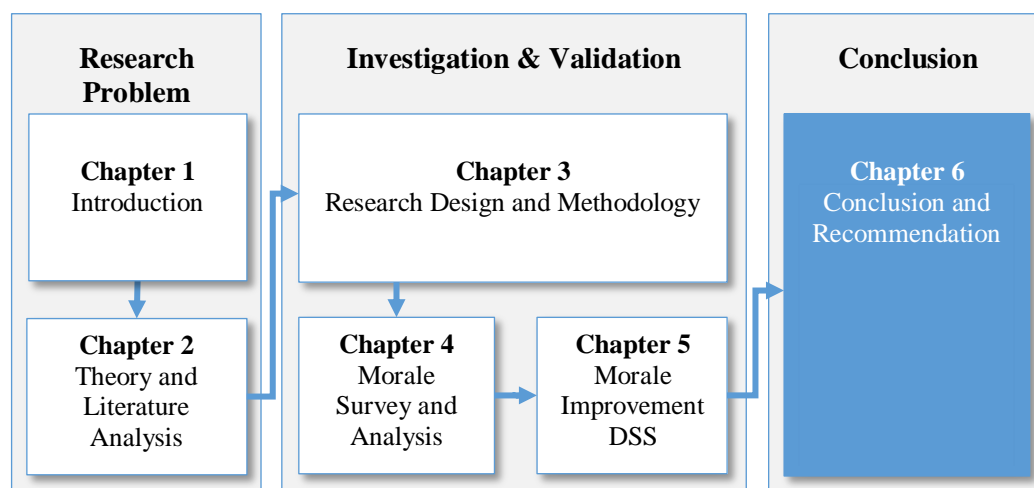 Research
Problem
Chapter 1
Introduction
Chapter 2
Theory and
Literature
Analysis
Investigation & Validation
Chapter 3
Research Design and Methodology
Chapter 4
Morale
Survey and
Analysis
Chapter 5
Morale
Improvement
DSS
Conclusion
Chapter 6
Conclusion and
Recommendation